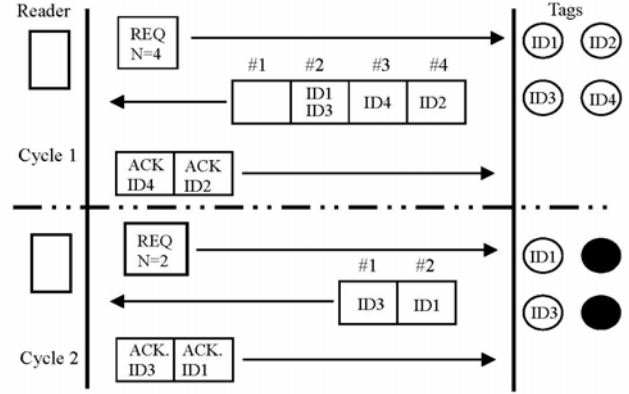 Reader
Tags
REQ
N=4
ID1
ID2
#1
#2
#3
#4
ID1
ID3
ID4
ID2
ID3
ID4
Cycle 1
ACK
ID4
ACK
ID2
REQ
N=2
ID1
#1
#2
ID3
ID1
ID3
Cycle 2
ACK.
ID3
ACK.
ID1